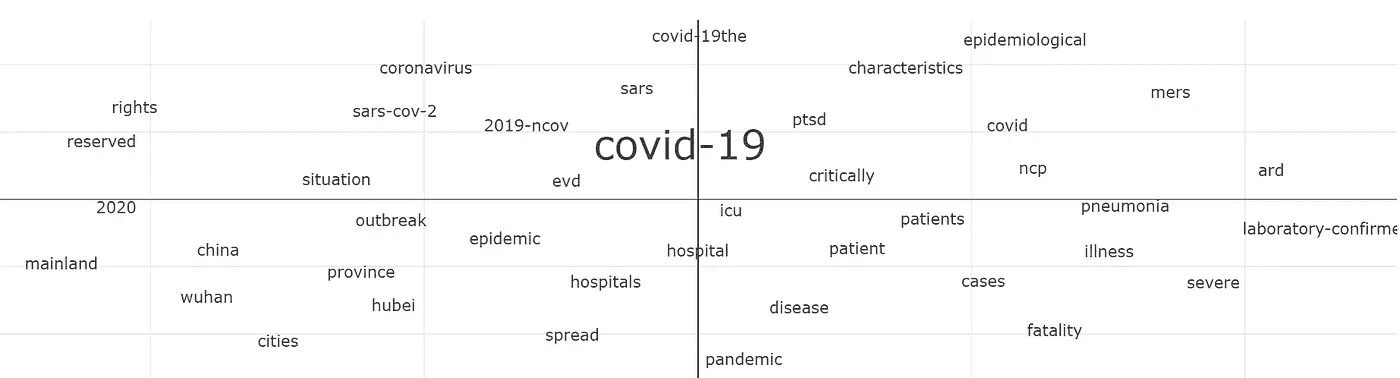 covid-19the
epidemiological
coronavirus
characteristics
sars
mers
rights
sars-cov-2
ptsd
2019-ncov
covid
reserved
covid-19
ncp
ard
situation
evd
critically
2020
icu
pneumonia
outbreak
patients
laboratory-confirme
epidemic
china
hospital
patient
illness
mainland
province
hospitals
cases
severe
wuhan
hubei
disease
fatality
spread
cities
pandemic